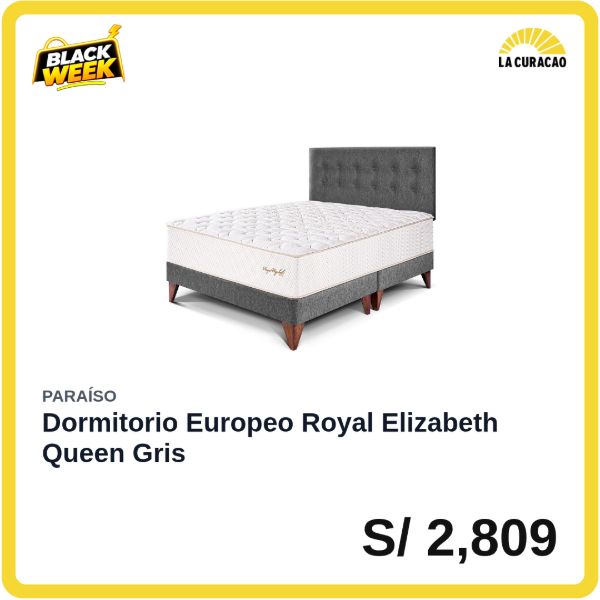 BLACK
WEEK
LA CURACAO
PARAÍSO
Dormitorio Europeo Royal Elizabeth
Queen Gris
S/ 2,809